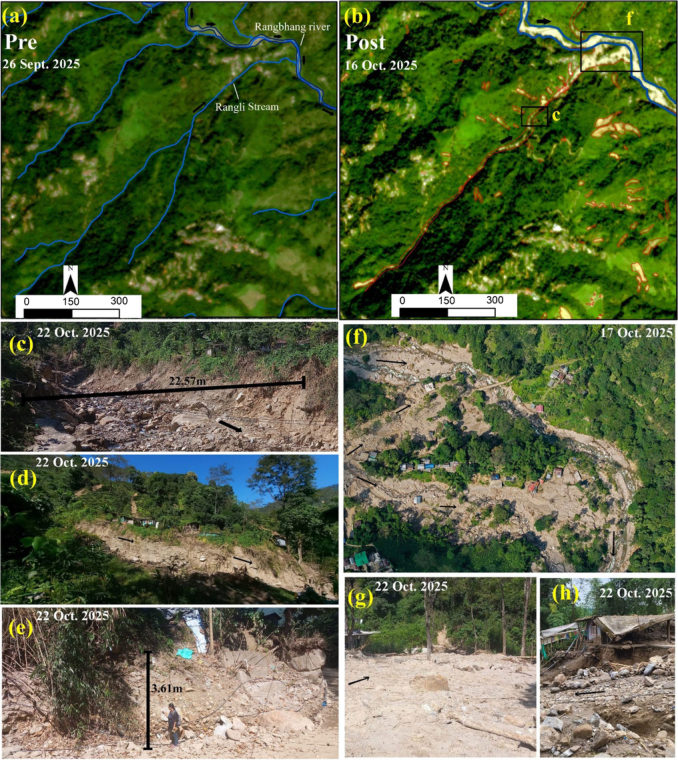 (a)
Pre
26 Sept. 2025
Rangbhang river
Rangli Stream
N
0 150 300
(b)
Post
16 Oct. 2025
f
c
N
0 150 300
(c)
22 Oct. 2025
22.57m
(d)
22 Oct. 2025
(e)
22 Oct. 2025
3.61m
(f)
17 Oct. 2025
(g)
22 Oct. 2025
(h)
22 Oct. 2025